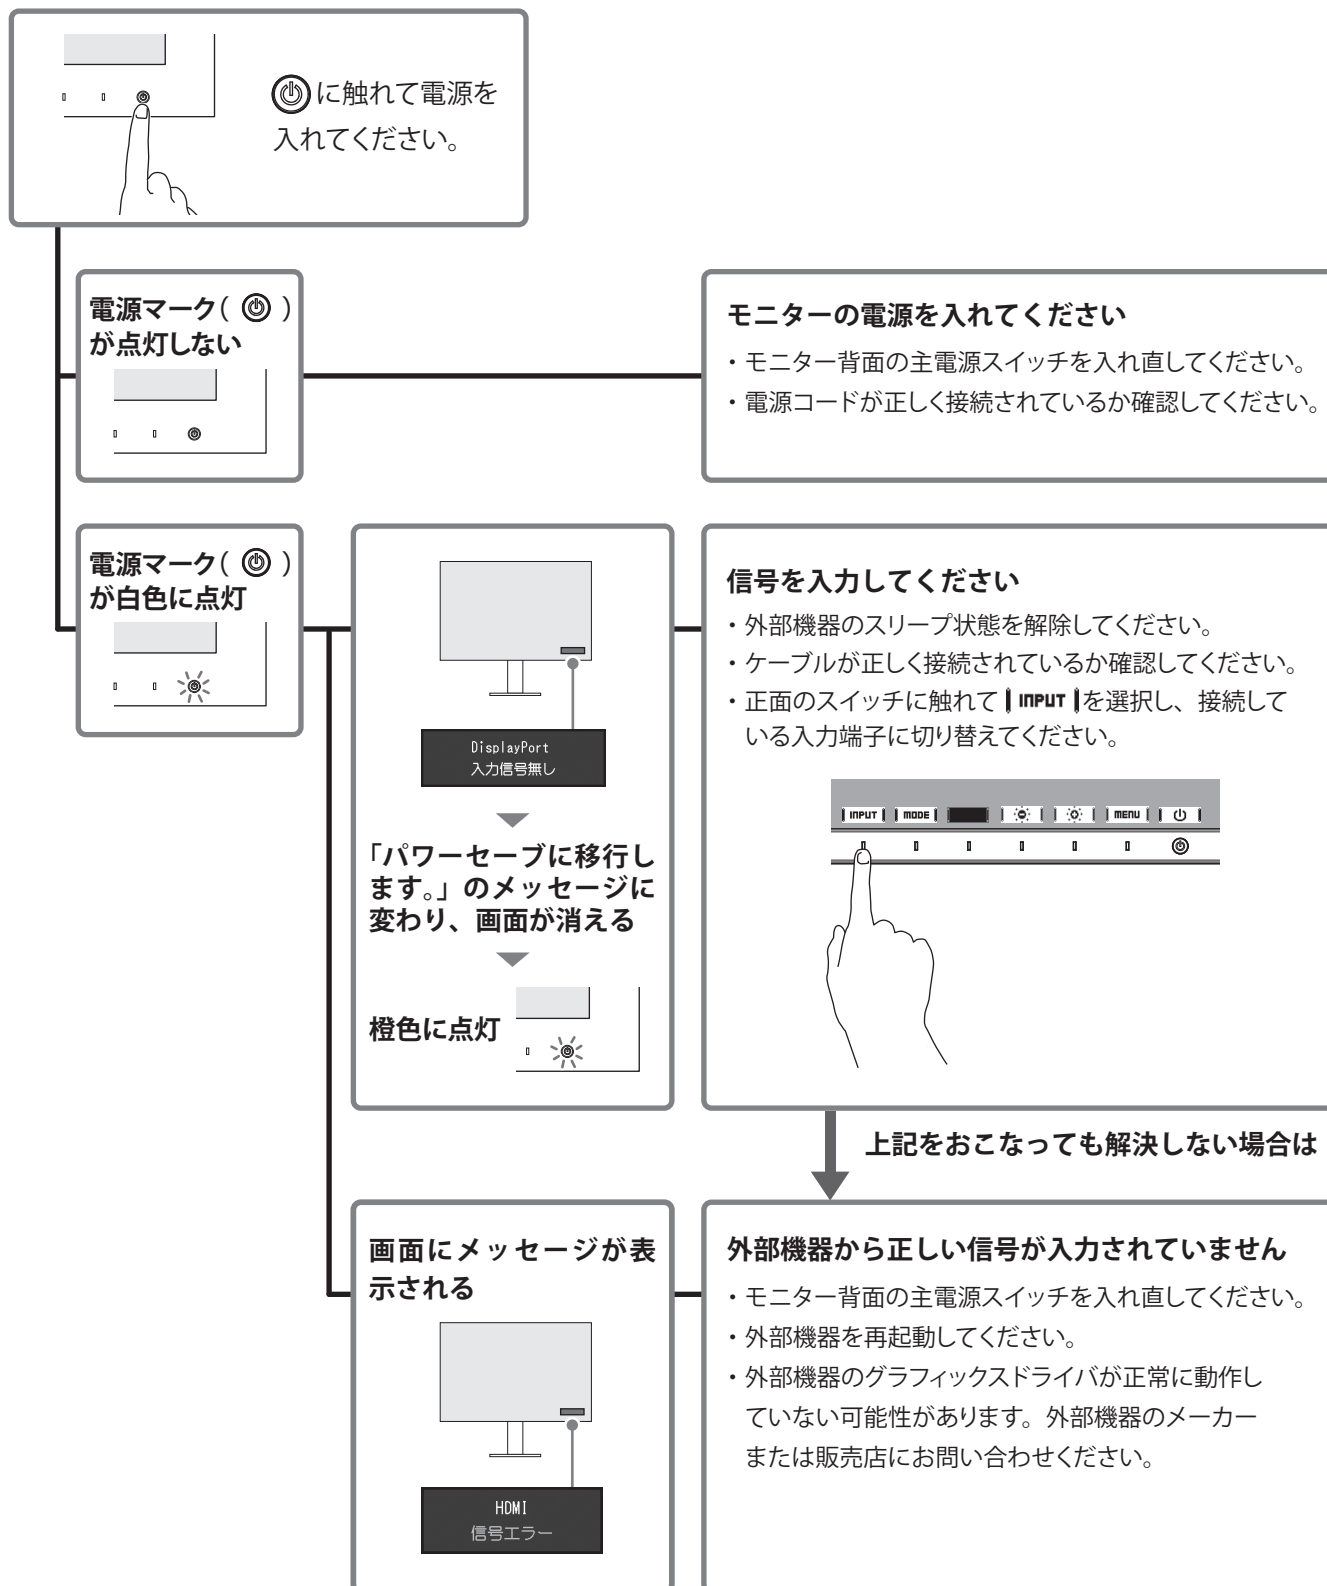 に触れて電源を
入れてください。
電源マーク( )
が点灯しない
モニターの電源を入れてください
・モニター背面の主電源スイッチを入れ直してください。
・電源コードが正しく接続されているか確認してください。
電源マーク( )
が白色に点灯
DisplayPort
入力信号無し
「パワーセーブに移行し
ます。」のメッセージに
変わり、画面が消える
橙色に点灯
信号を入力してください
・外部機器のスリープ状態を解除してください。
・ケーブルが正しく接続されているか確認してください。
・正面のスイッチに触れて INPUT を選択し、接続して
いる入力端子に切り替えてください。
INPUT MODE MENU
上記をおこなっても解決しない場合は
画面にメッセージが表
示される
HDMI
信号エラー
外部機器から正しい信号が入力されていません
・モニター背面の主電源スイッチを入れ直してください。
・外部機器を再起動してください。
・外部機器のグラフィックスドライバが正常に動作し
ていない可能性があります。外部機器のメーカー
または販売店にお問い合わせください。